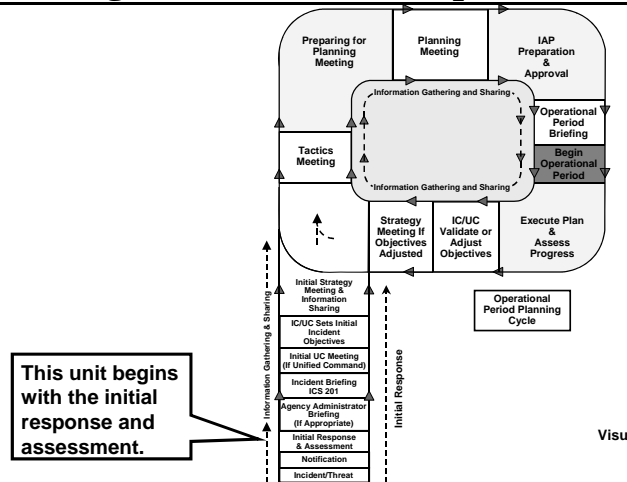 Preparing for
Planning
Meeting
Planning
Meeting
IAP
Preparation
&
Approval
Information Gathering and Sharing
Operational
Period
Briefing
Begin
Operational
Period
Tactics
Meeting
Information Gathering and Sharing
Strategy
Meeting If
Objectives
Adjusted
IC/UC
Validate or
Adjust
Objectives
Execute Plan
&
Assess
Progress
Initial Strategy
Meeting &
Information
Sharing
Operational
Period Planning
Cycle
IC/UC Sets Initial
Incident
Objectives
Initial UC Meeting
(If Unified Command)
Incident Briefing
ICS 201
Agency Administrator
Briefing
(If Appropriate)
Initial Response
& Assessment
Notification
Incident/Threat
Information Gathering & Sharing
Initial Response
This unit begins
with the initial
response and
assessment.
Visu